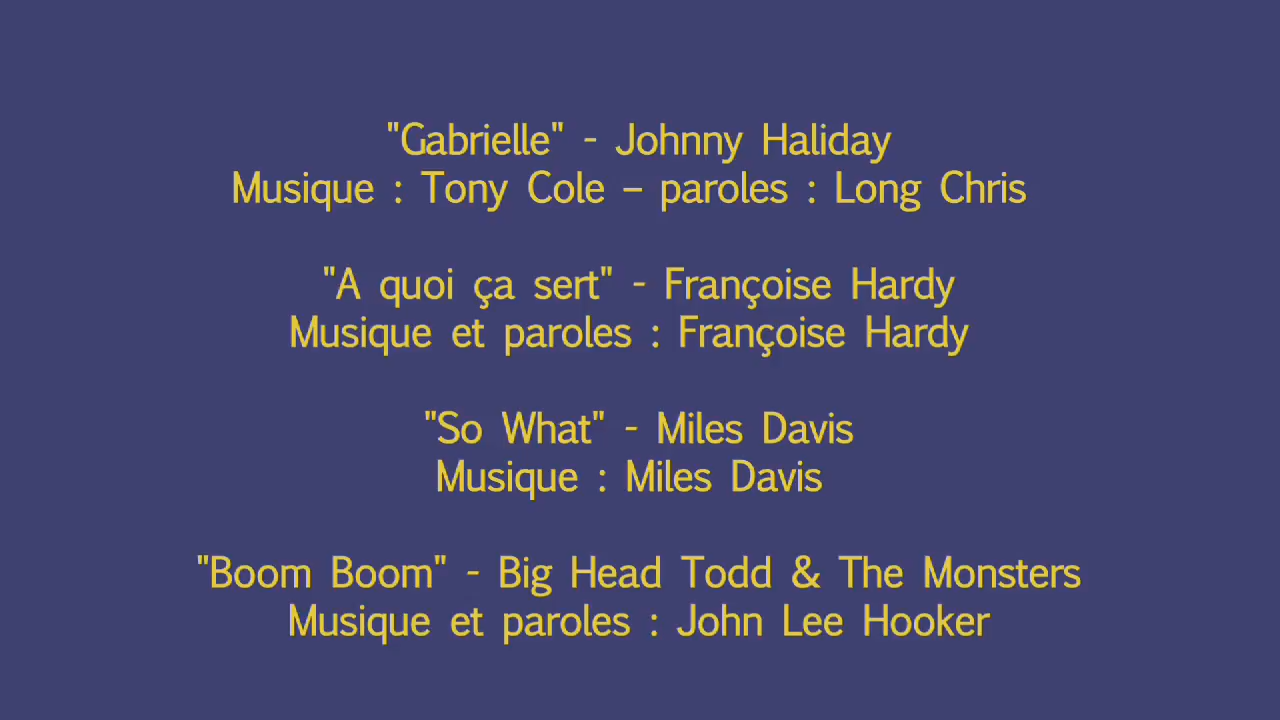 "Gabrielle" - Johnny Haliday
Musique : Tony Cole – paroles : Long Chris
"A quoi ça sert" - Françoise Hardy
Musique et paroles : Françoise Hardy
"So What" - Miles Davis
Musique : Miles Davis
"Boom Boom" - Big Head Todd & The Monsters
Musique et paroles : John Lee Hooker